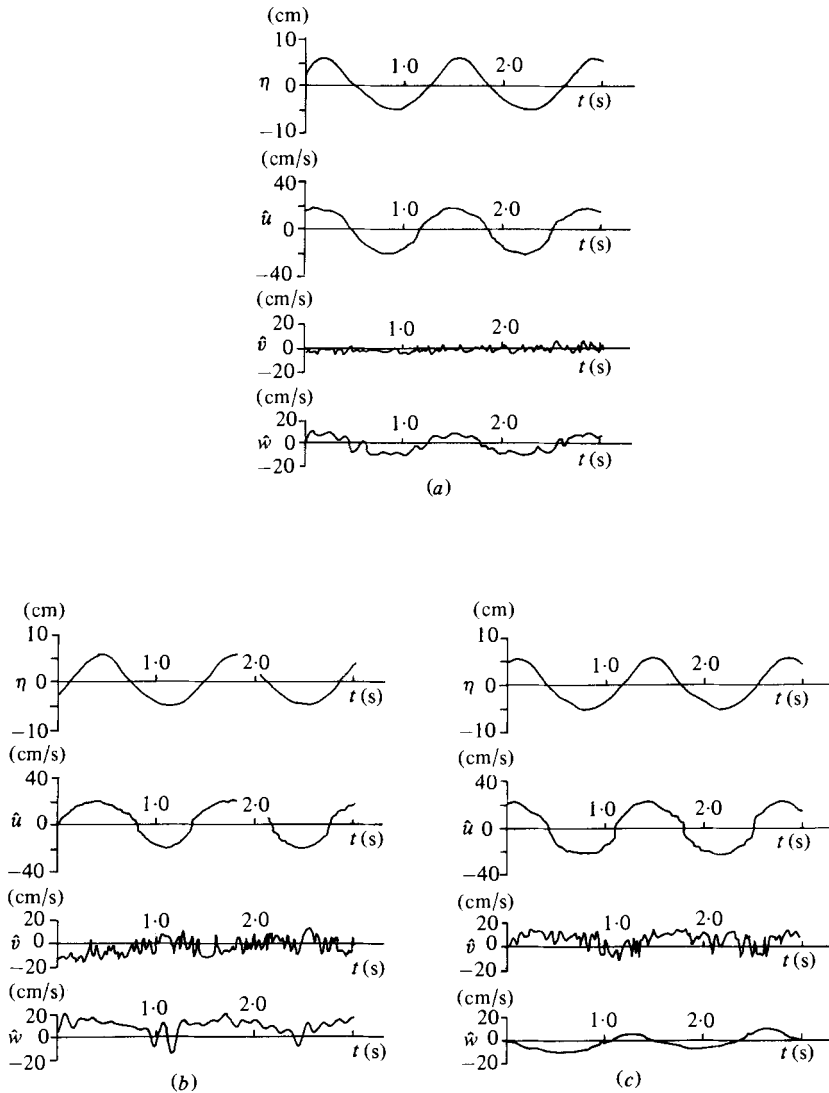 (cm)
10
η 0 1·0 2·0
t (s)
−10
(cm/s)
40
û 0 1·0 2·0
t (s)
−40
(cm/s)
20 1·0 2·0
v̂ 0
−20 t (s)
(cm/s)
20 1·0 2·0
ŵ 0
−20 t (s)
(a)
(cm)
10
η 0 1·0 2·0
t (s)
−10
(cm/s)
40
û 0 1·0 2·0
t (s)
−40
(cm/s)
20 1·0 2·0
v̂ 0
−20 t (s)
(cm/s)
20 1·0 2·0
ŵ 0
−20 t (s)
(b)
(cm)
10
η 0 1·0 2·0
t (s)
−10
(cm/s)
40
û 0 1·0 2·0
t (s)
−40
(cm/s)
20 1·0 2·0
v̂ 0
−20 t (s)
(cm/s)
20 1·0 2·0
ŵ 0
−20 t (s)
(c)